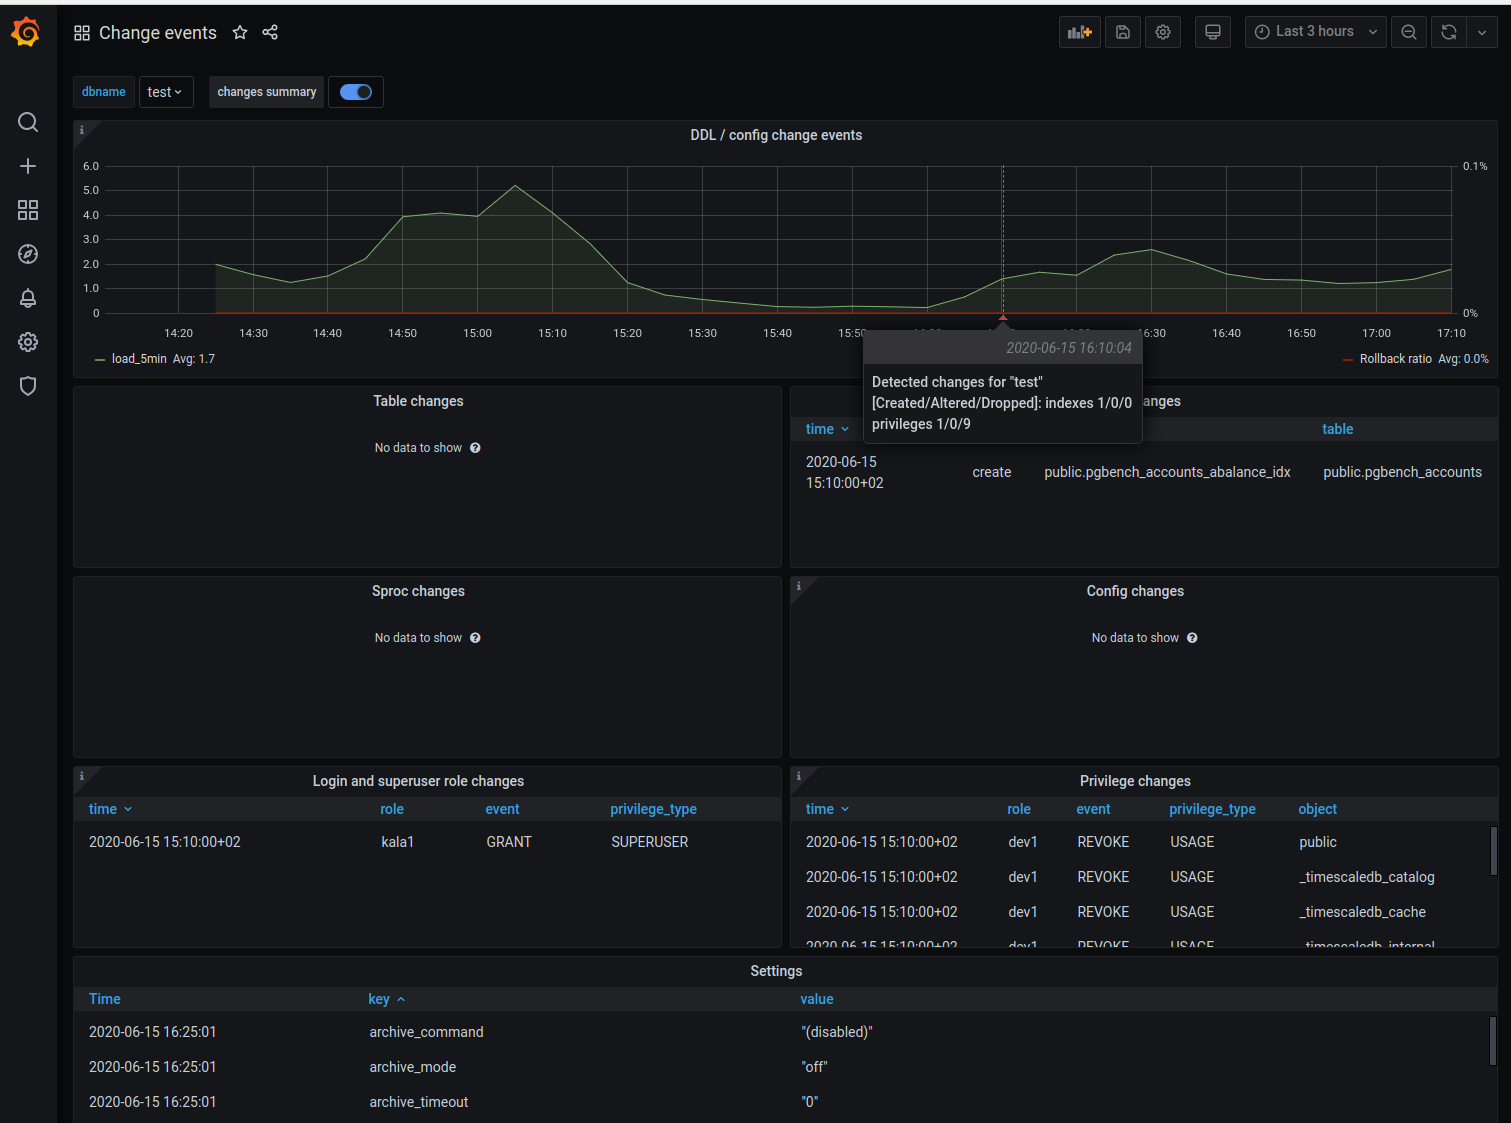 Change events
Last 3 hours
dbname
test
changes summary
DDL / config change events
6.0
5.0
4.0
3.0
2.0
1.0
0
0.1%
0%
14:20 14:30 14:40 14:50 15:00 15:10 15:20 15:30 15:40 15:50 16:30 16:40 16:50 17:00 17:10
load_5min Avg: 1.7
Rollback ratio Avg: 0.0%
2020-06-15 16:10:04
Detected changes for "test"
[Created/Altered/Dropped]: indexes 1/0/0
privileges 1/0/9
Table changes
No data to show
anges
time table
2020-06-15
15:10:00+02
create public.pgbench_accounts_abalance_idx public.pgbench_accounts
Sproc changes
No data to show
Config changes
No data to show
Login and superuser role changes
time role event privilege_type
2020-06-15 15:10:00+02 kala1 GRANT SUPERUSER
Privilege changes
time role event privilege_type object
2020-06-15 15:10:00+02 dev1 REVOKE USAGE public
2020-06-15 15:10:00+02 dev1 REVOKE USAGE _timescaledb_catalog
2020-06-15 15:10:00+02 dev1 REVOKE USAGE _timescaledb_cache
2020-06-15 15:10:00+02 dev1 REVOKE USAGE _timescaledb_internal
Settings
Time key value
2020-06-15 16:25:01 archive_command "(disabled)"
2020-06-15 16:25:01 archive_mode "off"
2020-06-15 16:25:01 archive_timeout "0"